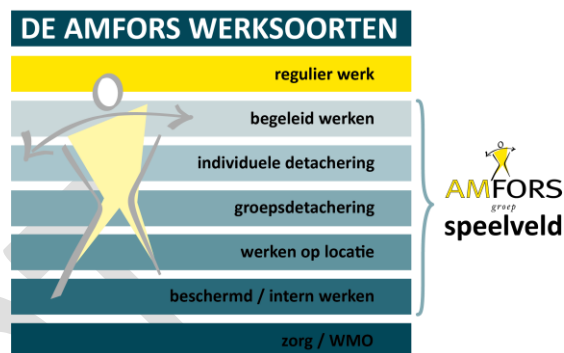 DE AMFORS WERKSOORTEN
regulier werk
begeleid werken
individuele detachering
groepsdetachering
werken op locatie
beschermd / intern werken
zorg / WMO
AMFORS
groep
speelveld